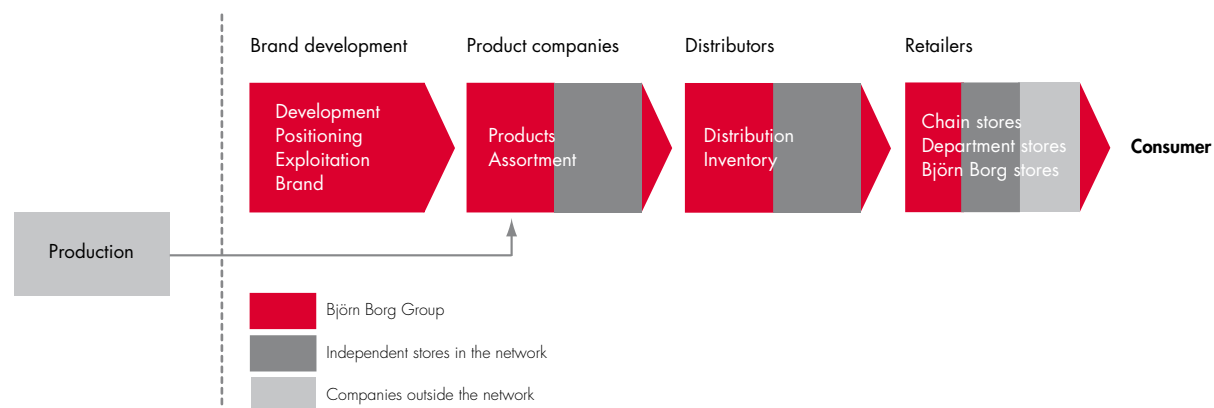 Brand development
Product companies
Distributors
Retailers
Development
Positioning
Exploitation
Brand
Products
Assortment
Distribution
Inventory
Chain stores
Department stores
Björn Borg stores
Consumer
Production
Björn Borg Group
Independent stores in the network
Companies outside the network